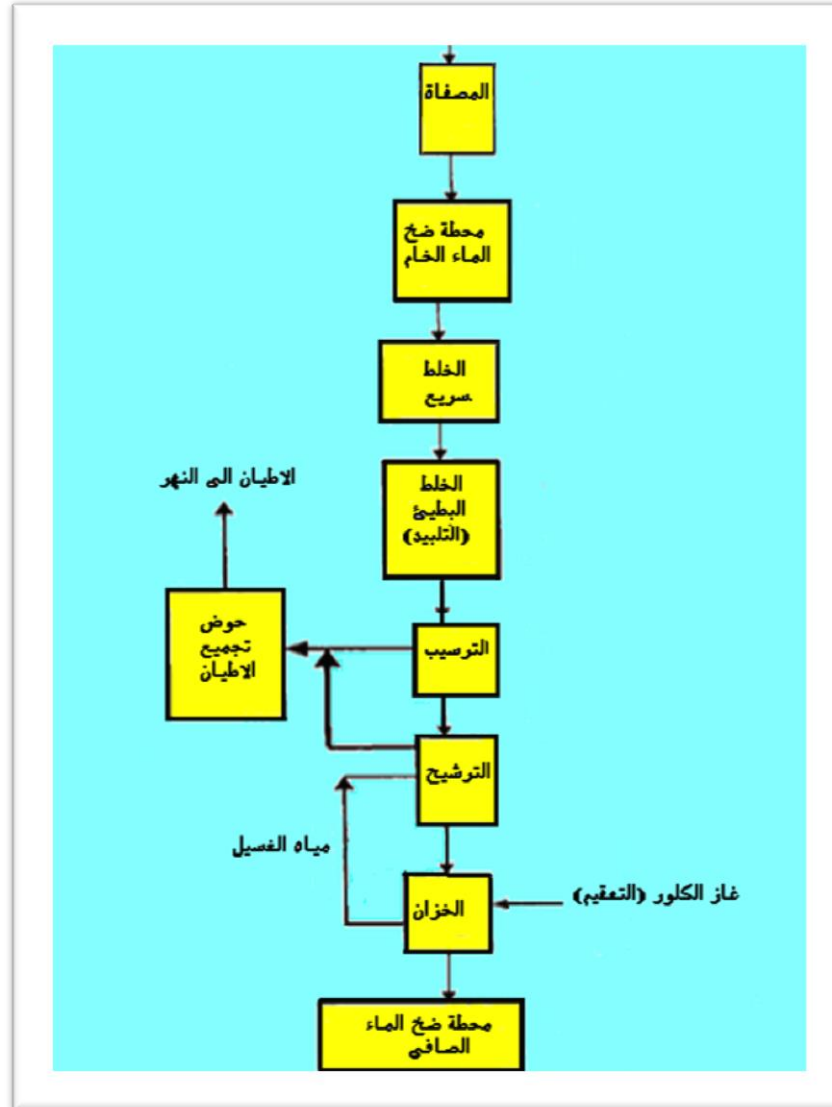 المصفاة
محطة ضخ
الماء الخام
الخلط
سريع
الخلط
البطيئ
(التلبيد)
الاطيان الى النهر
حوض
تجميع
الاطيان
الترسيب
الترشيح
مياه الغسيل
الخزان
غاز الكلور (التعقيم)
محطة ضخ الماء
الصافي